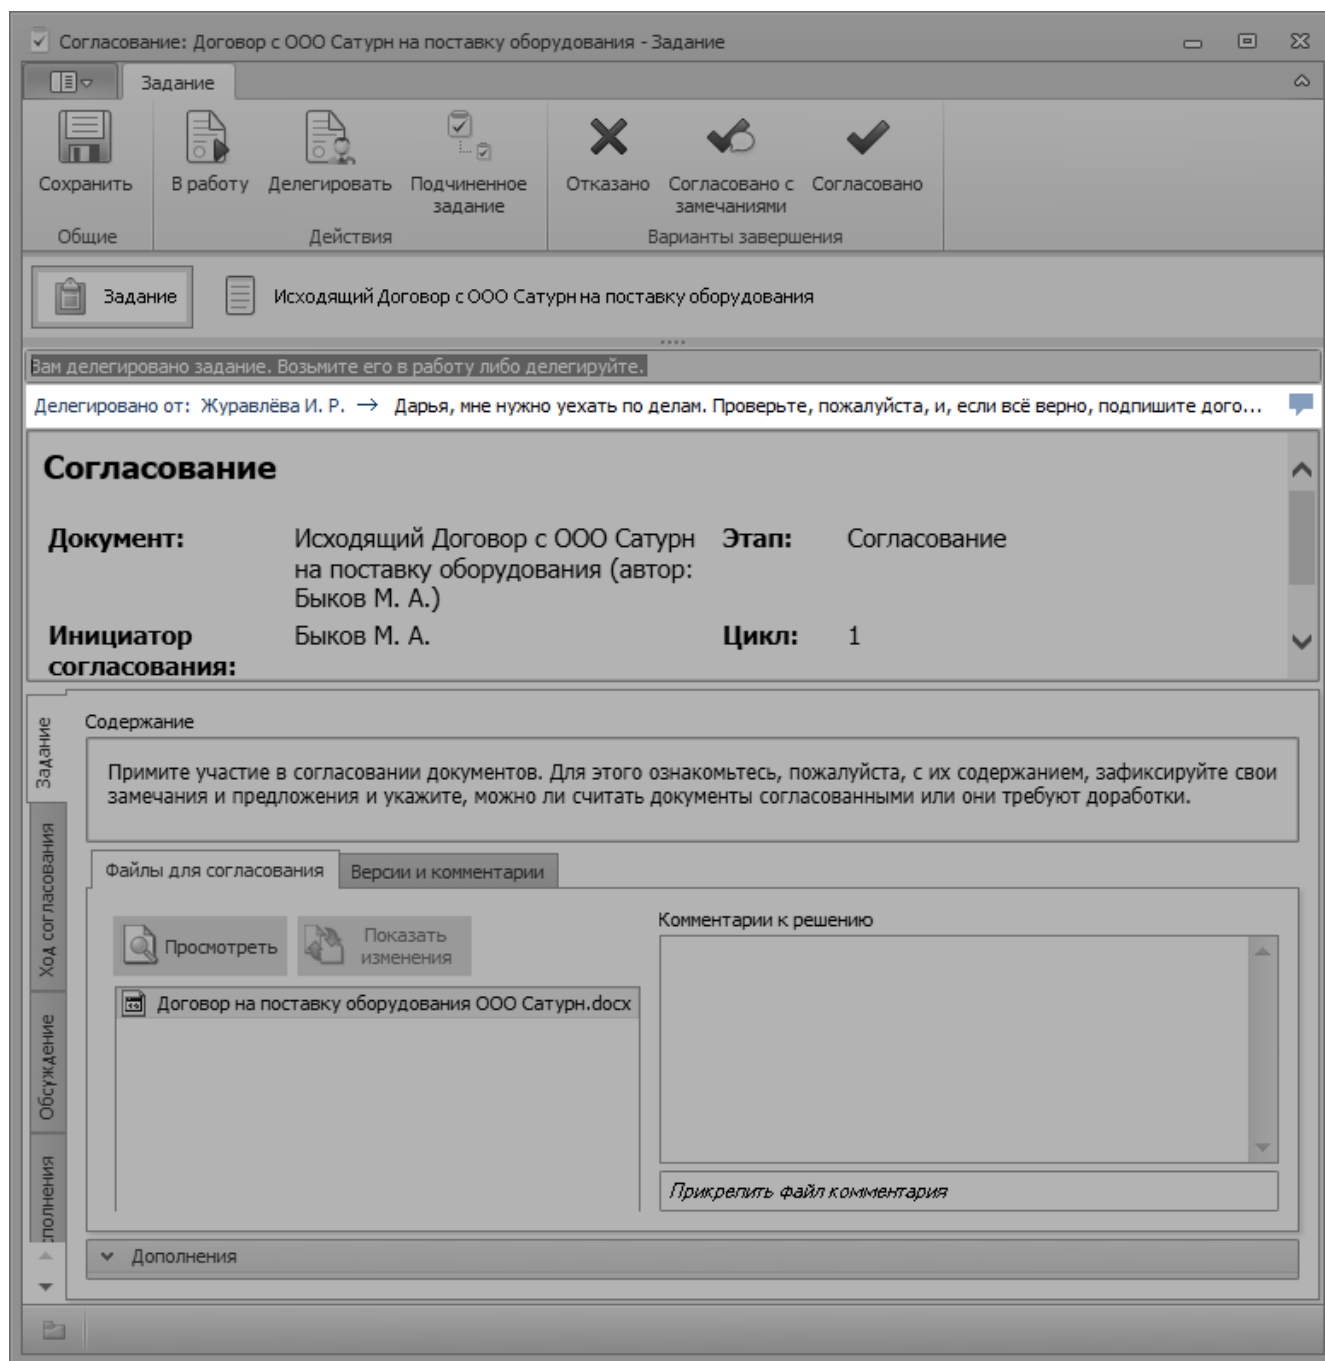 Согласование: Договор с ООО Сатурн на поставку оборудования - Задание
Задание
Сохранить
В работу
Делегировать
Подчиненное
задание
Отказано
Согласовано с
замечаниями
Согласовано
Общие
Действия
Варианты завершения
Задание
Исходящий Договор с ООО Сатурн на поставку оборудования
Вам делегировано задание. Возьмите его в работу либо делегируйте.
Делегировано от: Журавлёва И. Р. → Дарья, мне нужно уехать по делам. Проверьте, пожалуйста, и, если всё верно, подпишите дого...
Согласование
Документ:
Исходящий Договор с ООО Сатурн
на поставку оборудования (автор:
Быков М. А.)
Этап:
Согласование
Инициатор
согласования:
Быков М. А.
Цикл:
1
Задание
Ход согласования
Обсуждение
сполнения
Содержание
Примите участие в согласовании документов. Для этого ознакомьтесь, пожалуйста, с их содержанием, зафиксируйте свои
замечания и предложения и укажите, можно ли считать документы согласованными или они требуют доработки.
Файлы для согласования
Версии и комментарии
Просмотреть
Показать
изменения
Договор на поставку оборудования ООО Сатурн.docx
Комментарии к решению
Прикрепить файл комментария
Дополнения